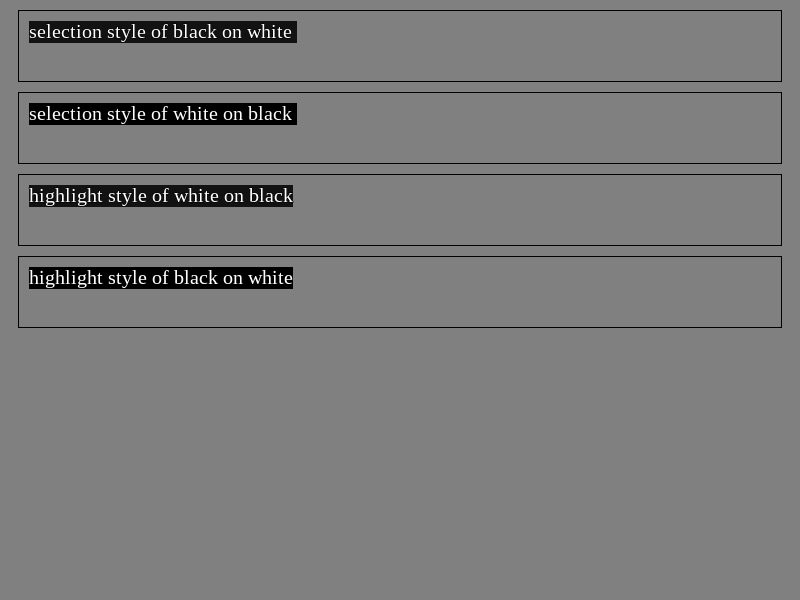 selection style of black on white
selection style of white on black
highlight style of white on black
highlight style of black on white